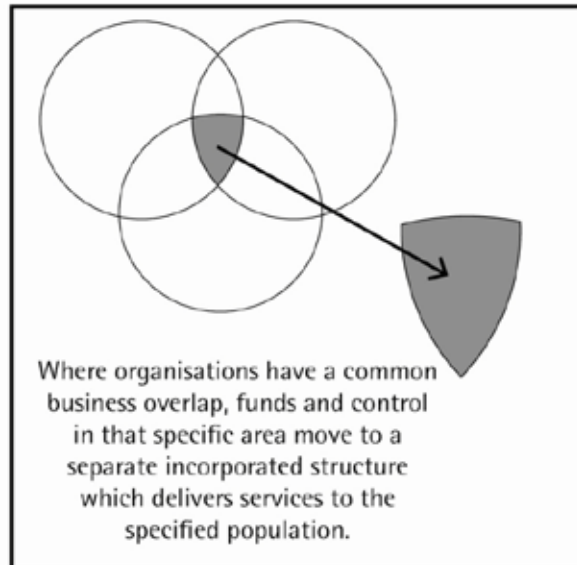 Where organisations have a common
business overlap, funds and control
in that specific area move to a
separate incorporated structure
which delivers services to the
specified population.